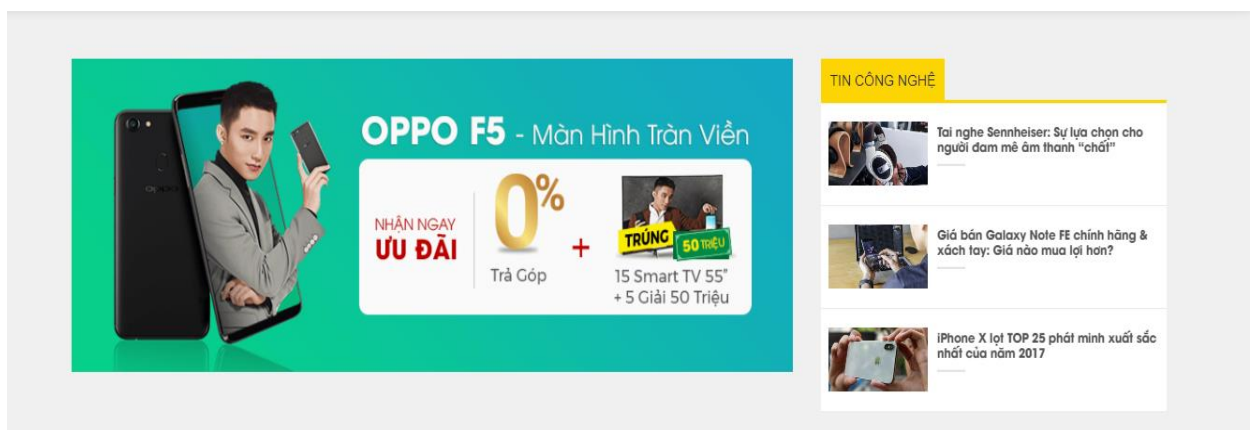 OPPO F5 - Màn Hình Tràn Viền
NHẬN NGAY
ƯU ĐÃI
0%
Trả Góp
+
TRÚNG
50 TRIỆU
15 Smart TV 55"
+ 5 Giải 50 Triệu
oppo
TIN CÔNG NGHỆ
Tai nghe Sennheiser: Sự lựa chọn cho
người đam mê âm thanh “chất”
Giá bán Galaxy Note FE chính hãng &
xách tay: Giá nào mua lợi hơn?
iPhone X lọt TOP 25 phát minh xuất sắc
nhất của năm 2017